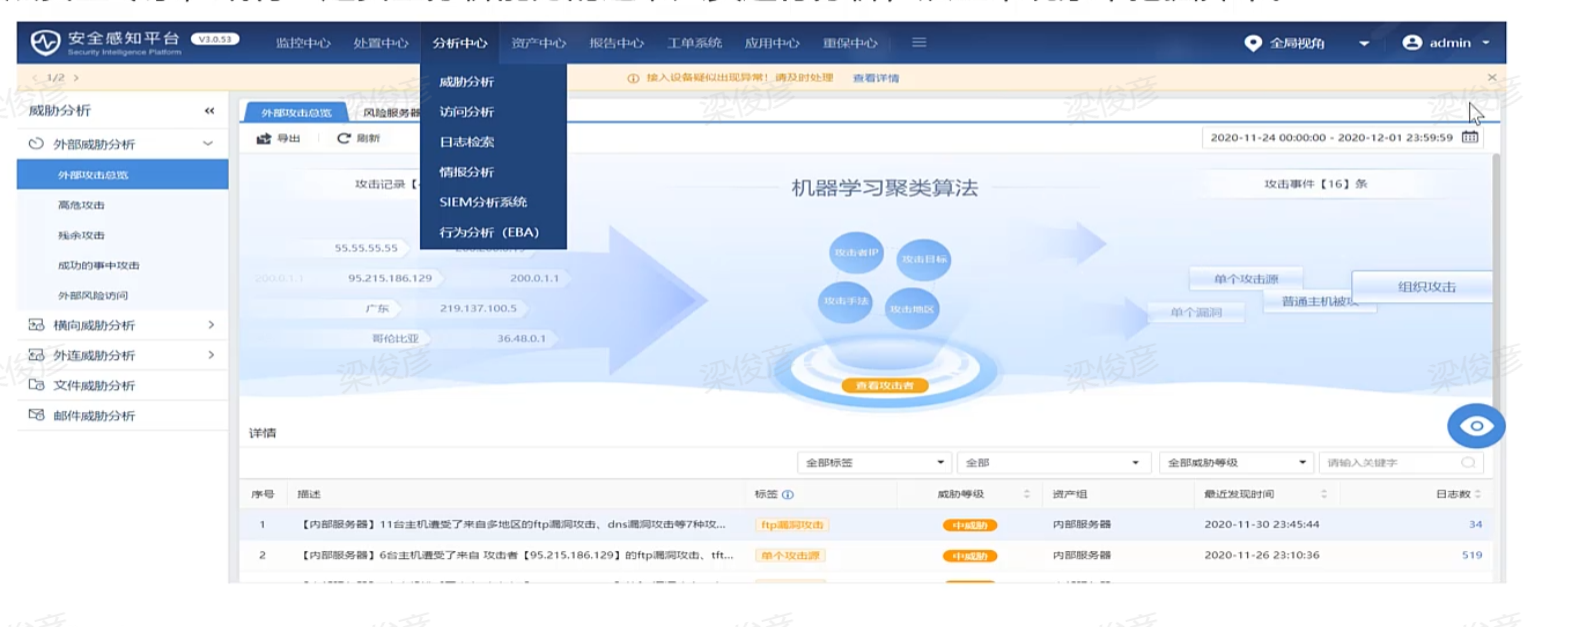 安全感知平台 V3.0.53 监控中心 处置中心 分析中心 资产中心 报告中心 工单系统 应用中心 重保中心 全局视角 admin
Security Intelligence Platform
1/2 接入设备疑似出现异常！请及时处理 查看详情
威胁分析
外部威胁分析
外部攻击总览
高危攻击
残余攻击
成功的事中攻击
外部风险访问
横向威胁分析
外连威胁分析
文件威胁分析
邮件威胁分析
威胁分析
访问分析
日志检索
情报分析
SIEM分析系统
行为分析（EBA）
外部攻击总览 风险服务器
导出 刷新 2020-11-24 00:00:00 - 2020-12-01 23:59:59
攻击记录【 机器学习聚类算法 攻击事件【16】条
55.55.55.55
200.0.1.1 95.215.186.129 200.0.1.1
广东 219.137.100.5
哥伦比亚 36.48.0.1
攻击者IP 攻击目标
攻击手法 攻击地区
查看攻击者
单个攻击源 组织攻击
普通主机被攻
单个漏洞
详情
全部标签 全部 全部威胁等级 请输入关键字
序号 描述 标签 威胁等级 资产组 最近发现时间 日志数
1 【内部服务器】11台主机遭受了来自多地区的ftp漏洞攻击、dns漏洞攻击等7种攻... ftp漏洞攻击 中威胁 内部服务器 2020-11-30 23:45:44 34
2 【内部服务器】6台主机遭受了来自 攻击者【95.215.186.129】的ftp漏洞攻击、tft... 单个攻击源 中威胁 内部服务器 2020-11-26 23:10:36 519
梁俊彦